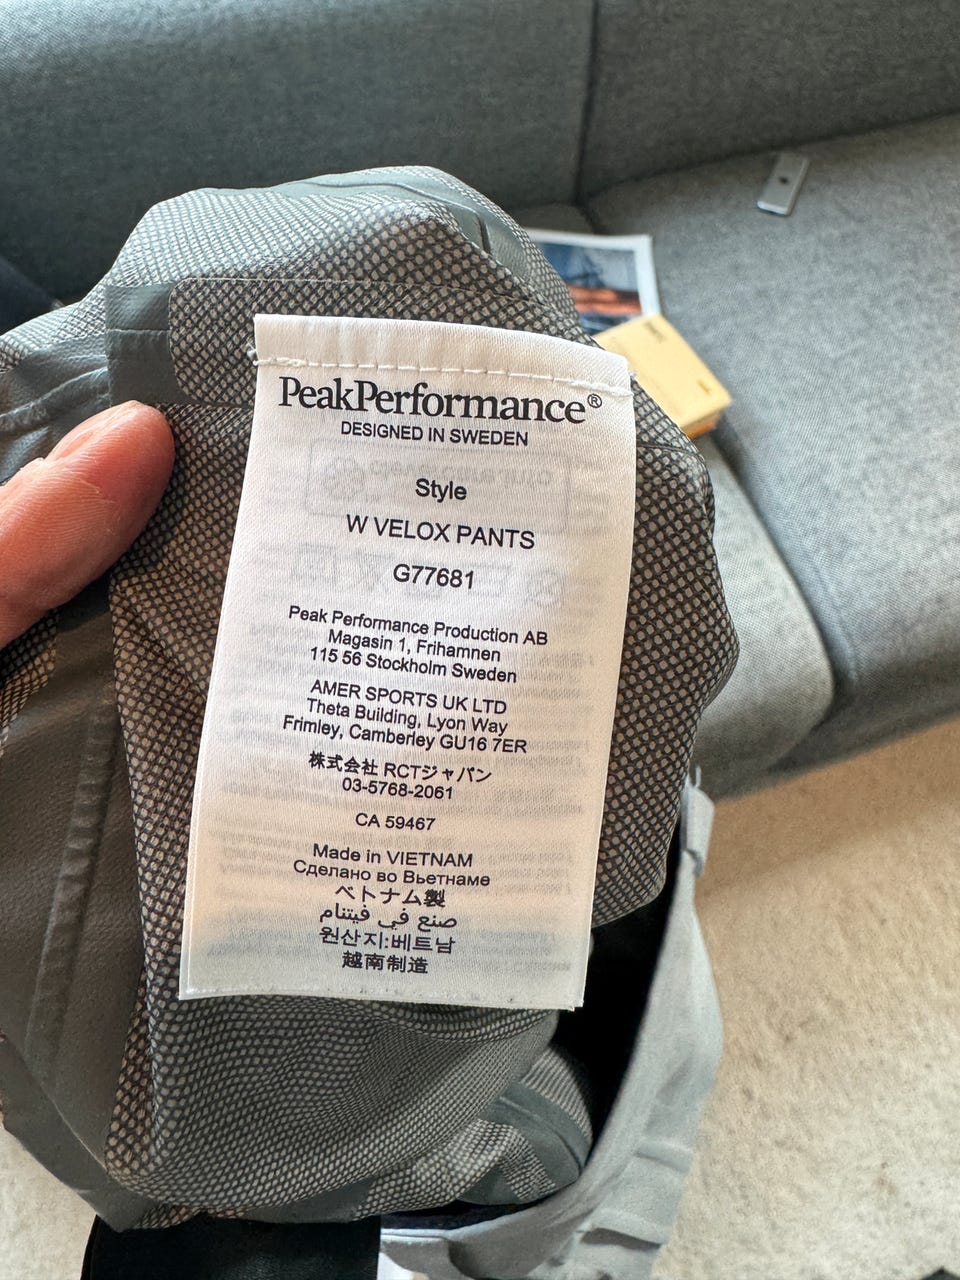 PeakPerformance®
DESIGNED IN SWEDEN
Style
W VELOX PANTS
G77681
Peak Performance Production AB
Magasin 1, Frihamnen
115 56 Stockholm Sweden
AMER SPORTS UK LTD
Theta Building, Lyon Way
Frimley, Camberley GU16 7ER
株式会社 RCTジャパン
03-5768-2061
CA 59467
Made in VIETNAM
Сделано во Вьетнаме
ベトナム製
صنع في فيتنام
원산지:베트남
越南制造